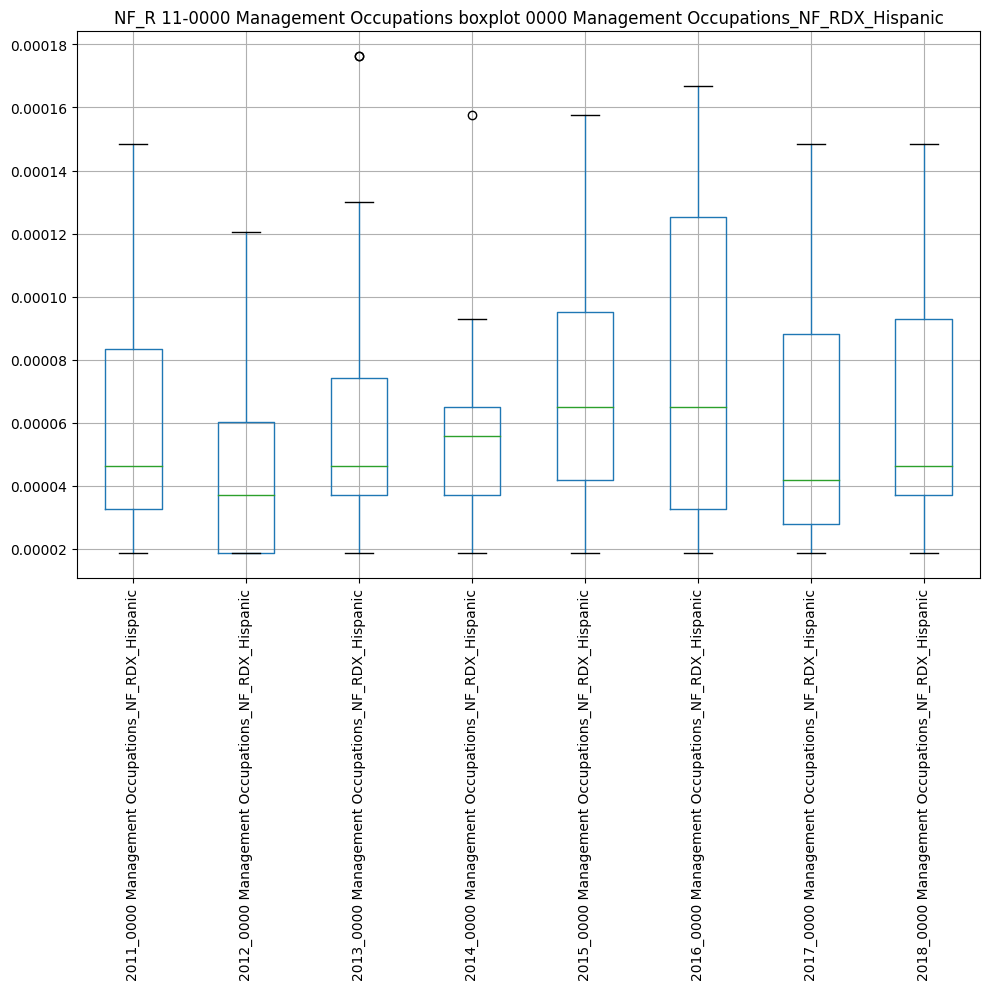 NF_R 11-0000 Management Occupations boxplot 0000 Management Occupations_NF_RDX_Hispanic
0.00018
0.00016
0.00014
0.00012
0.00010
0.00008
0.00006
0.00004
0.00002
2011_0000 Management Occupations_NF_RDX_Hispanic
2012_0000 Management Occupations_NF_RDX_Hispanic
2013_0000 Management Occupations_NF_RDX_Hispanic
2014_0000 Management Occupations_NF_RDX_Hispanic
2015_0000 Management Occupations_NF_RDX_Hispanic
2016_0000 Management Occupations_NF_RDX_Hispanic
2017_0000 Management Occupations_NF_RDX_Hispanic
2018_0000 Management Occupations_NF_RDX_Hispanic